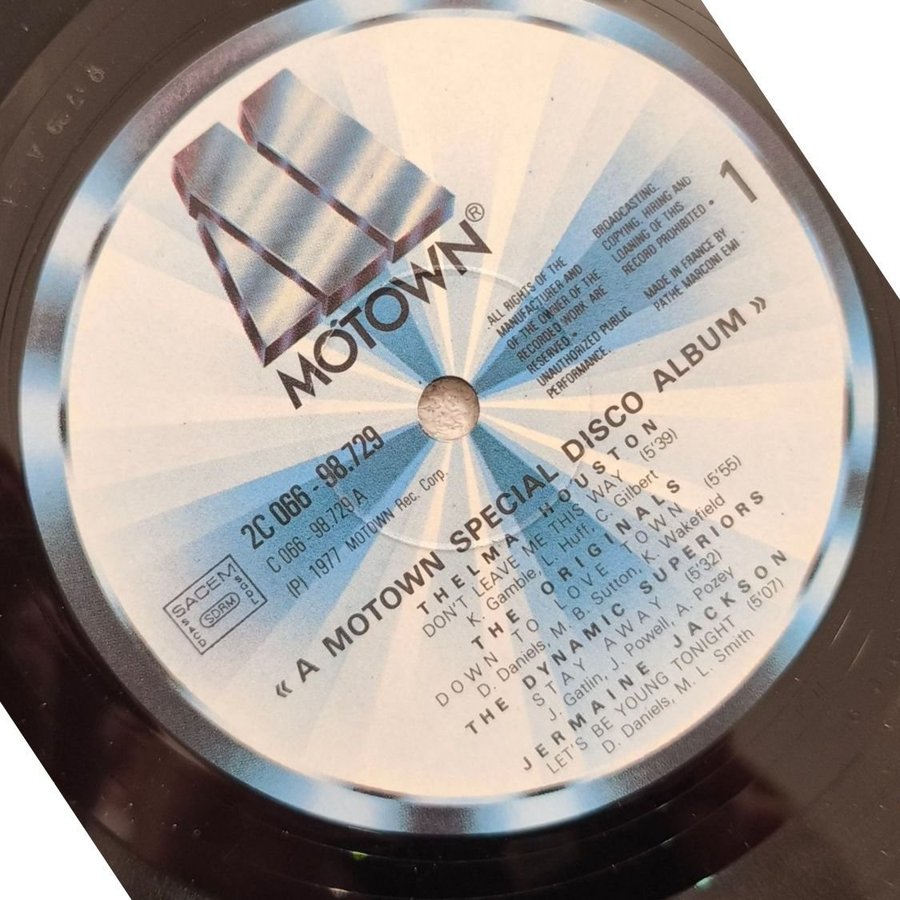 MOTOWN®
1
ALL RIGHTS OF THE
MANUFACTURER AND
OF THE OWNER OF THE
RECORDED WORK ARE
RESERVED •
UNAUTHORIZED PUBLIC
PERFORMANCE.
BROADCASTING.
COPYING, HIRING AND
LOANING OF THIS
RECORD PROHIBITED •
MADE IN FRANCE BY
PATHE MARCONI EMI
2C 066 - 98.729
C 066 - 98.729 A
(P) 1977 MOTOWN Rec. Corp.
SACEM
SDRM
SACD
SGDL
« A MOTOWN SPECIAL DISCO ALBUM »
THELMA HOUSTON
DON'T LEAVE ME THIS WAY (5'39)
K. Gamble, L. Huff, C. Gilbert
THE ORIGINALS
DOWN TO LOVE TOWN (5'55)
D. Daniels, M. B. Sutton, K. Wakefield
THE DYNAMIC SUPERIORS
STAY AWAY (5'32)
J. Gatlin, J. Powell, A. Pozey
JERMAINE JACKSON
LET'S BE YOUNG TONIGHT (5'07)
D. Daniels, M. L. Smith